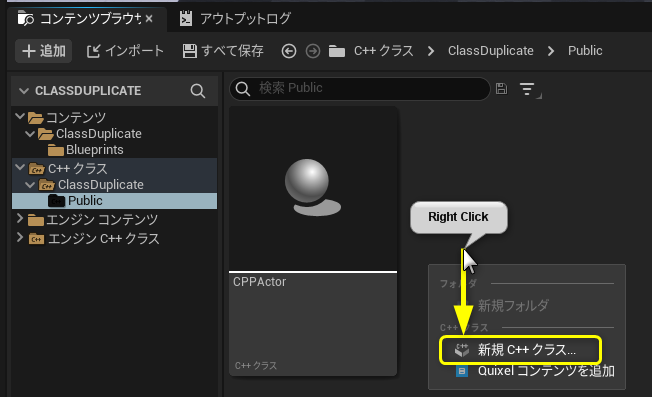 コンテンツブラウザ
アウトプットログ
追加
インポート
すべて保存
C++ クラス
ClassDuplicate
Public
CLASSDUPLICATE
検索 Public
コンテンツ
ClassDuplicate
Blueprints
C++ クラス
ClassDuplicate
Public
エンジン コンテンツ
エンジン C++ クラス
CPPActor
C++ クラス
Right Click
フォルダ
新規フォルダ
C++ クラス
新規 C++ クラス...
Quixel コンテンツを追加